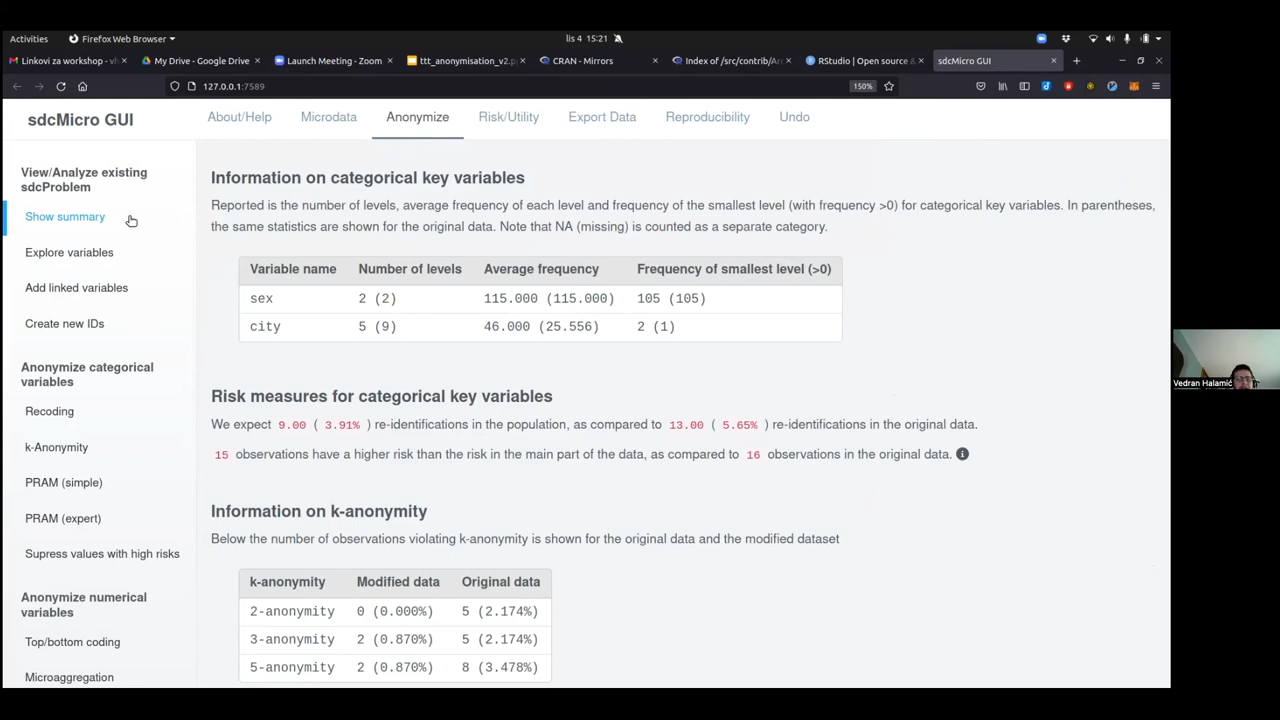 Activities
Firefox Web Browser
lis 4 15:21
Linkovi za workshop - vh
My Drive - Google Drive
Launch Meeting - Zoom
ttt_anonymisation_v2.p
CRAN - Mirrors
Index of /src/contrib/Arc
RStudio | Open source &
sdcMicro GUI
127.0.0.1:7589
150%
sdcMicro GUI
About/Help
Microdata
Anonymize
Risk/Utility
Export Data
Reproducibility
Undo
View/Analyze existing
sdcProblem
Show summary
Explore variables
Add linked variables
Create new IDs
Anonymize categorical
variables
Recoding
k-Anonymity
PRAM (simple)
PRAM (expert)
Supress values with high risks
Anonymize numerical
variables
Top/bottom coding
Microaggregation
Information on categorical key variables
Reported is the number of levels, average frequency of each level and frequency of the smallest level (with frequency >0) for categorical key variables. In parentheses,
the same statistics are shown for the original data. Note that NA (missing) is counted as a separate category.
Variable name Number of levels Average frequency Frequency of smallest level (>0)
sex 2 (2) 115.000 (115.000) 105 (105)
city 5 (9) 46.000 (25.556) 2 (1)
Risk measures for categorical key variables
We expect 9.00 ( 3.91% ) re-identifications in the population, as compared to 13.00 ( 5.65% ) re-identifications in the original data.
15 observations have a higher risk than the risk in the main part of the data, as compared to 16 observations in the original data.
Information on k-anonymity
Below the number of observations violating k-anonymity is shown for the original data and the modified dataset
k-anonymity Modified data Original data
2-anonymity 0 (0.000%) 5 (2.174%)
3-anonymity 2 (0.870%) 5 (2.174%)
5-anonymity 2 (0.870%) 8 (3.478%)
Vedran Halamić